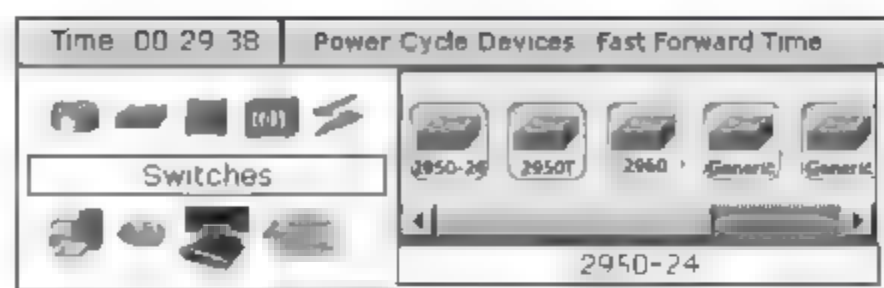 Time 00 29 38
Power Cycle Devices Fast Forward Time
Switches
2950-24
2950T
2960
Generic
Generic
2950-24